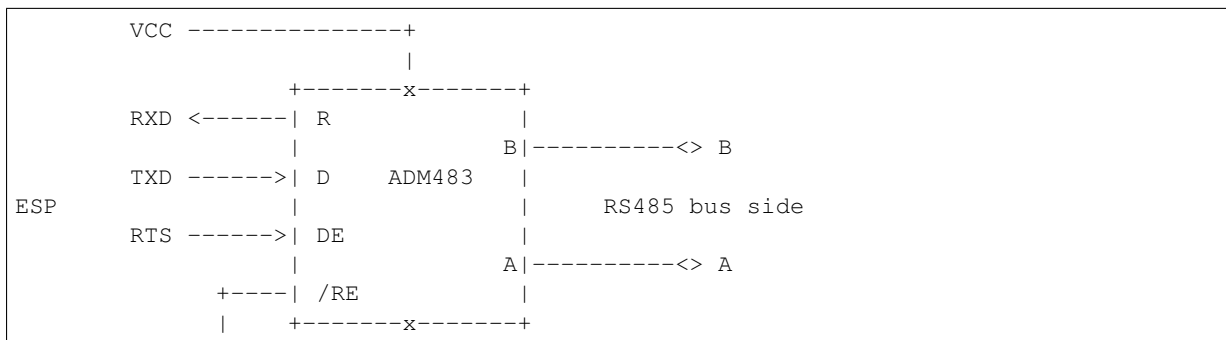 VCC ---------------+
                            |
                    +-------x-------+
         RXD <------| R             |
                    |              B|----------<> B
         TXD ------>| D    ADM483   |
ESP                 |               |     RS485 bus side
         RTS ------>| DE            |
                    |              A|----------<> A
               +----| /RE           |
               |    +-------x-------+